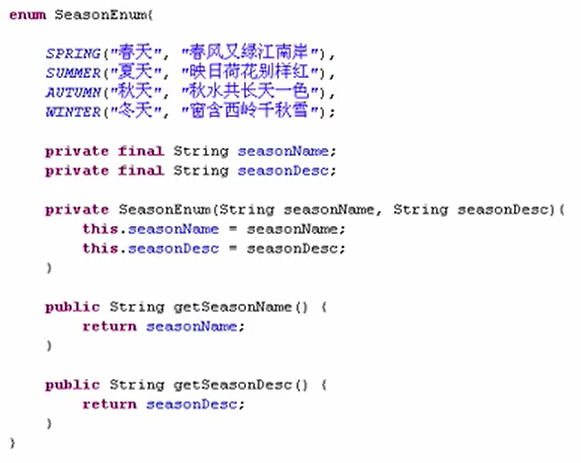 enum SeasonEnum{
SPRING("春天", "春风又绿江南岸"),
SUMMER("夏天", "映日荷花别样红"),
AUTUMN("秋天", "秋水共长天一色"),
WINTER("冬天", "窗含西岭千秋雪");
private final String seasonName;
private final String seasonDesc;
private SeasonEnum(String seasonName, String seasonDesc){
this.seasonName = seasonName;
this.seasonDesc = seasonDesc;
}
public String getSeasonName() {
return seasonName;
}
public String getSeasonDesc() {
return seasonDesc;
}
}